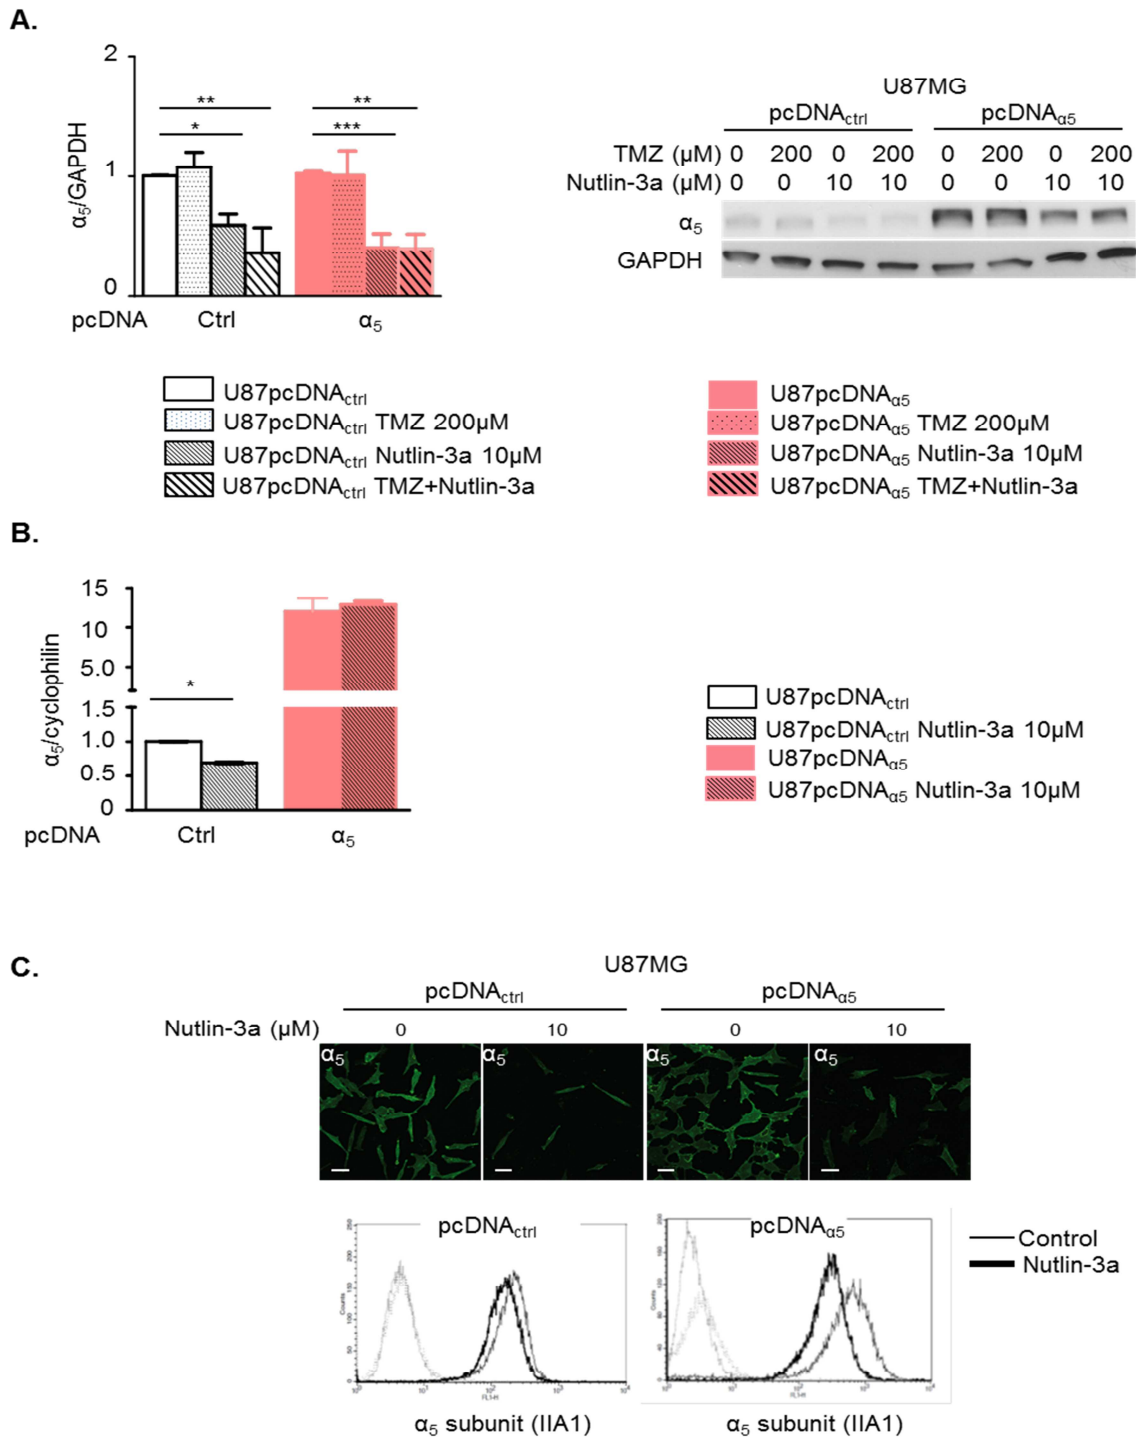 A.
2
1
0
α5/GAPDH
** **
* ***
pcDNA Ctrl α5
U87MG
pcDNActrl pcDNAα5
TMZ (µM) 0 200 0 200 0 200 0 200
Nutlin-3a (µM) 0 0 10 10 0 0 10 10
α5
GAPDH
U87pcDNActrl
U87pcDNActrl TMZ 200µM
U87pcDNActrl Nutlin-3a 10µM
U87pcDNActrl TMZ+Nutlin-3a
U87pcDNAα5
U87pcDNAα5 TMZ 200µM
U87pcDNAα5 Nutlin-3a 10µM
U87pcDNAα5 TMZ+Nutlin-3a
B.
15
10
5.0
1.5
1.0
0.5
0
α5/cyclophilin
*
pcDNA Ctrl α5
U87pcDNActrl
U87pcDNActrl Nutlin-3a 10µM
U87pcDNAα5
U87pcDNAα5 Nutlin-3a 10µM
C.
U87MG
pcDNActrl pcDNAα5
Nutlin-3a (µM) 0 10 0 10
α5 α5 α5 α5
pcDNActrl pcDNAα5
Counts Counts
FL1-H FL1-H
Control
Nutlin-3a
α5 subunit (IIA1) α5 subunit (IIA1)